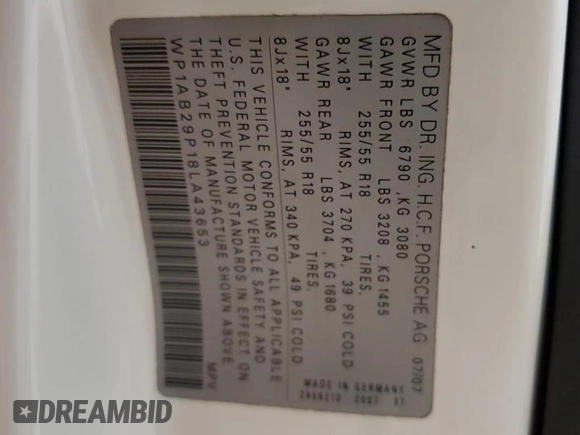 MFD BY DR. ING. H.C.F. PORSCHE AG 07/07
GVWR LBS 6790 , KG 3080
GAWR FRONT LBS 3208 , KG 1455
WITH 255/55 R18 TIRES,
8Jx18" RIMS, AT 270 KPA, 39 PSI COLD
GAWR REAR LBS 3704 , KG 1680
WITH 255/55 R18 TIRES,
8Jx18" RIMS, AT 340 KPA, 49 PSI COLD
THIS VEHICLE CONFORMS TO ALL APPLICABLE
U.S. FEDERAL MOTOR VEHICLE SAFETY AND
THEFT PREVENTION STANDARDS IN EFFECT ON
THE DATE OF MANUFACTURE SHOWN ABOVE.
WP1AB29P18LA43653 MPV
MADE IN GERMANY
2007
DREAMBID